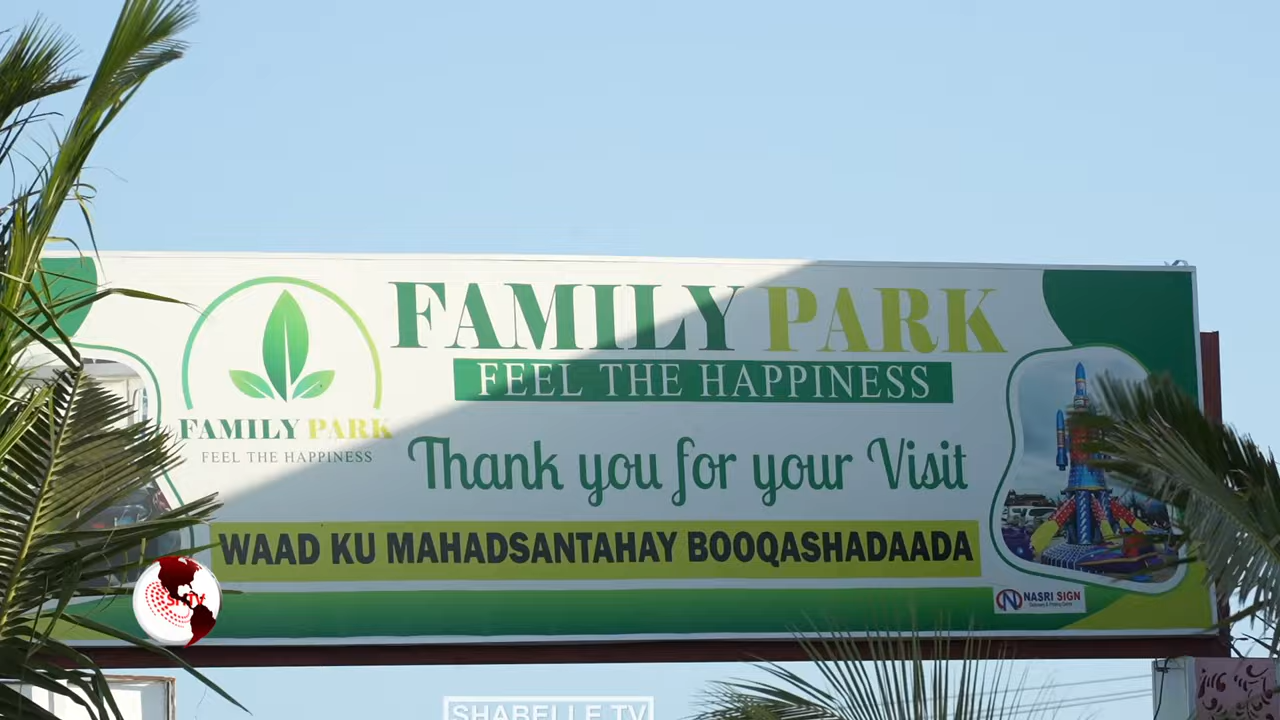 FAMILY PARK
FEEL THE HAPPINESS
FAMILY PARK
FEEL THE HAPPINESS
Thank you for your Visit
WAAD KU MAHADSANTAHAY BOOQASHADAADA
NASRI SIGN
SHABELLE TV